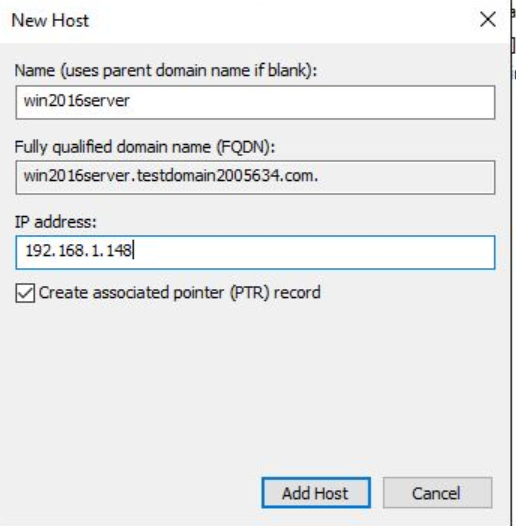 New Host
Name (uses parent domain name if blank):
win2016server
Fully qualified domain name (FQDN):
win2016server.testdomain2005634.com.
IP address:
192.168.1.148
Create associated pointer (PTR) record
Add Host
Cancel